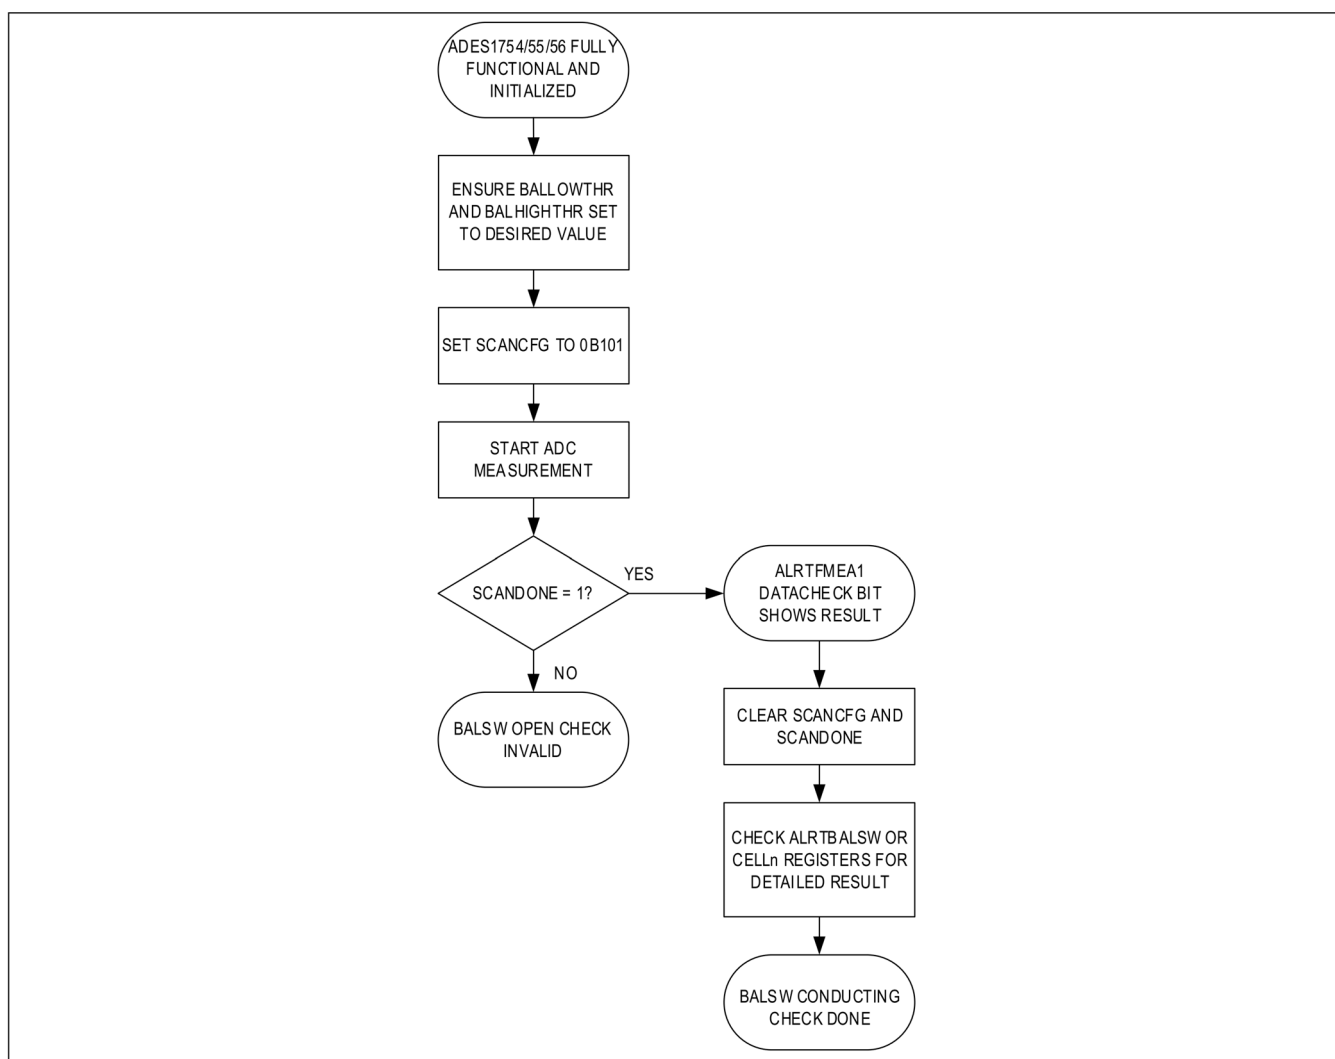 ADES1754/55/56 FULLY
FUNCTIONAL AND
INITIALIZED
ENSURE BALLOWTHR
AND BALHIGHTHR SET
TO DESIRED VALUE
SET SCANCFG TO 0B101
START ADC
MEASUREMENT
SCANDONE = 1?
YES
NO
BALSW OPEN CHECK
INVALID
ALRTFMEA1
DATACHECK BIT
SHOWS RESULT
CLEAR SCANCFG AND
SCANDONE
CHECK ALRTBALSW OR
CELLn REGISTERS FOR
DETAILED RESULT
BALSW CONDUCTING
CHECK DONE